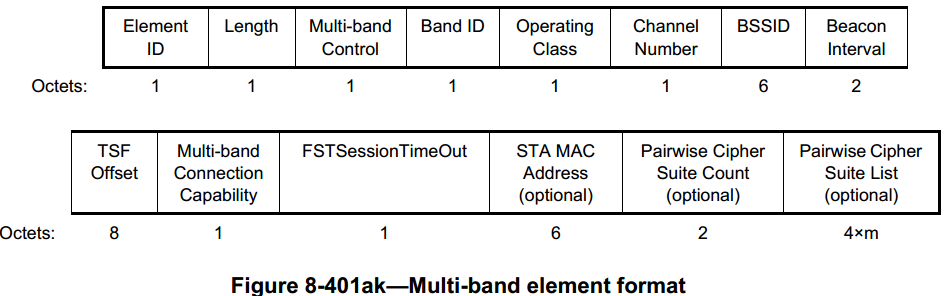 Element ID Length Multi-band Control Band ID Operating Class Channel Number BSSID Beacon Interval
Octets: 1 1 1 1 1 1 6 2
TSF Offset Multi-band Connection Capability FSTSessionTimeOut STA MAC Address (optional) Pairwise Cipher Suite Count (optional) Pairwise Cipher Suite List (optional)
Octets: 8 1 1 6 2 4×m
Figure 8-401ak—Multi-band element format